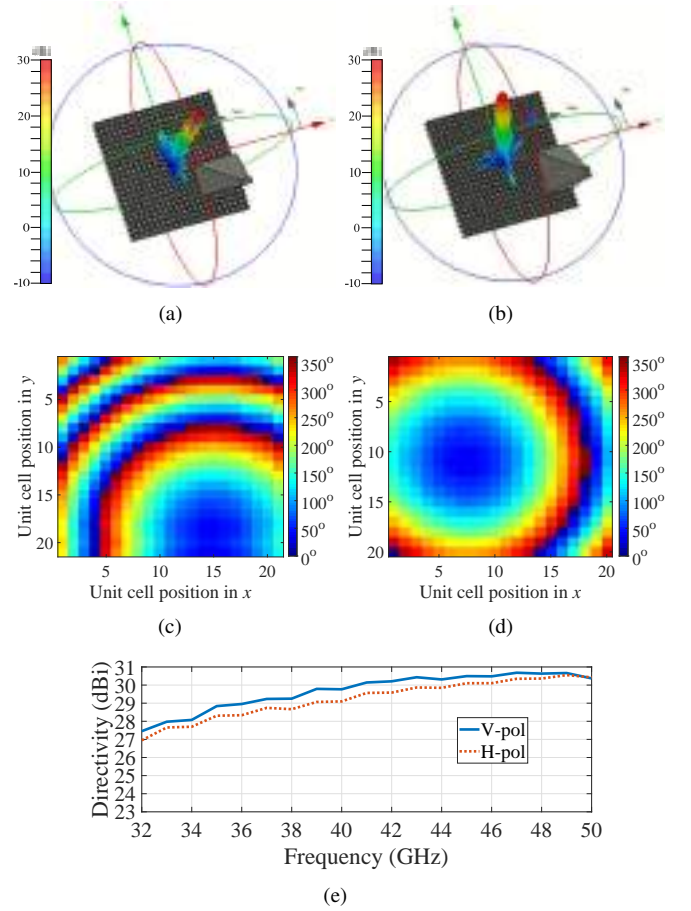 30
20
10
0
-10
(a)
30
20
10
0
-10
(b)
Unit cell position in y
5
10
15
20
5 10 15 20
Unit cell position in x
350°
300°
250°
200°
150°
100°
50°
0°
(c)
Unit cell position in y
5
10
15
20
5 10 15 20
Unit cell position in x
350°
300°
250°
200°
150°
100°
50°
0°
(d)
Directivity (dBi)
31
30
29
28
27
26
25
24
23
V-pol
H-pol
32 34 36 38 40 42 44 46 48 50
Frequency (GHz)
(e)